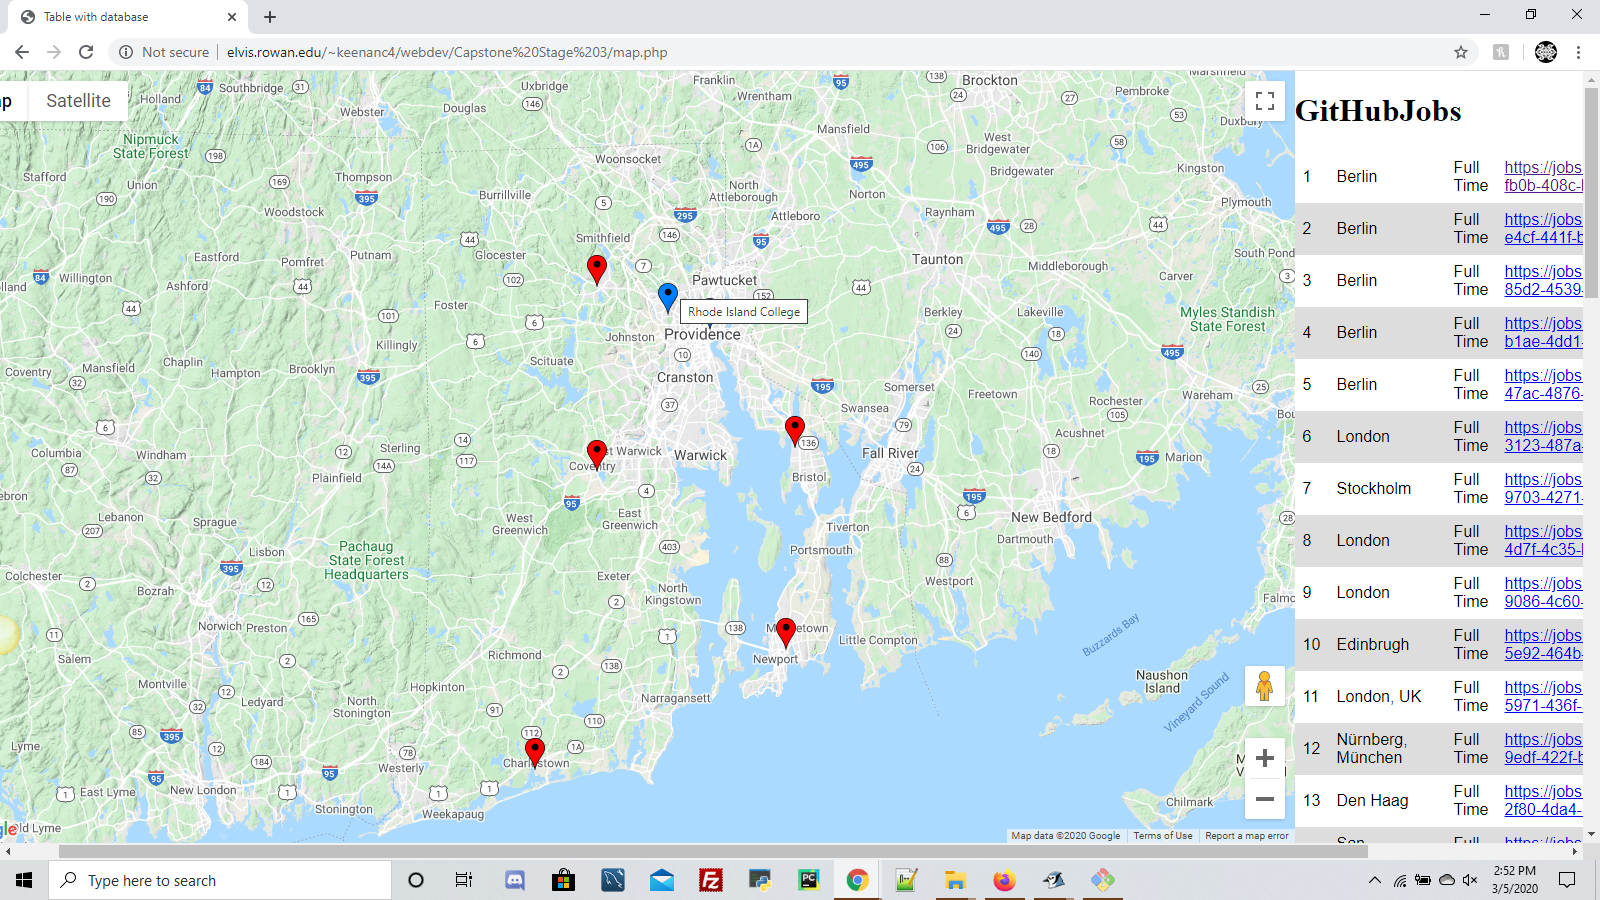 Table with database
Not secure
elvis.rowan.edu/~keenanc4/webdev/Capstone%20Stage%203/map.php
ap
Satellite
GitHubJobs
1
Berlin
Full
Time
https://jobs
fb0b-408c-
2
Berlin
Full
Time
https://jobs
e4cf-441f-b
3
Berlin
Full
Time
https://jobs
85d2-4539-
4
Berlin
Full
Time
https://jobs
b1ae-4dd1-
5
Berlin
Full
Time
https://jobs
47ac-4876-
6
London
Full
Time
https://jobs
3123-487a-
7
Stockholm
Full
Time
https://jobs
9703-4271-
8
London
Full
Time
https://jobs
4d7f-4c35-
9
London
Full
Time
https://jobs
9086-4c60-
10
Edinbrugh
Full
Time
https://jobs
5e92-464b-
11
London, UK
Full
Time
https://jobs
5971-436f-
12
Nürnberg,
München
Full
Time
https://jobs
9edf-422f-b
13
Den Haag
Full
Time
https://jobs
2f80-4da4-
San
Full
https://jobs
Holland
Southbridge
Webster
Douglas
Uxbridge
Franklin
Wrentham
Brockton
Marshfield
Pembroke
Duxbu
Mansfield
West
Bridgewater
Bridgewater
Kingston
Nipmuck
State Forest
Stafford
Union
Thompson
Woonsocket
North
Attleborough
Norton
Burrillville
Woodstock
Attleboro
Raynham
Plymouth
Smithfield
Eastford
Pomfret
Putnam
Glocester
Taunton
Middleborough
South Pond
Willington
Ashford
Pawtucket
Carver
Foster
Rhode Island College
Berkley
Lakeville
Myles Standish
State Forest
Johnston
Providence
Killingly
Scituate
Chaplin
Hampton
Brooklyn
Coventry
Mansfield
Cranston
Somerset
Freetown
Rochester
Wareham
Swansea
Acushnet
Columbia
Windham
Sterling
Plainfield
st Warwick
Coventry
Warwick
Fall River
Marion
Bristol
Lebanon
Sprague
West
Greenwich
East
Greenwich
Tiverton
New Bedford
Dartmouth
Lisbon
Pachaug
State Forest
Headquarters
Portsmouth
Colchester
Bozrah
Exeter
North
Kingstown
Westport
Falmo
Norwich
Preston
Little Compton
Buzzards Bay
Salem
Richmond
Newport
Naushon
Island
Montville
Ledyard
Hopkinton
North
Stonington
Narragansett
Vineyard Sound
Lyme
Charlestown
Westerly
East Lyme
New London
Stonington
Weekapaug
Chilmark
Old Lyme
Map data ©2020 Google
Terms of Use
Report a map error
Type here to search
2:52 PM
3/5/2020